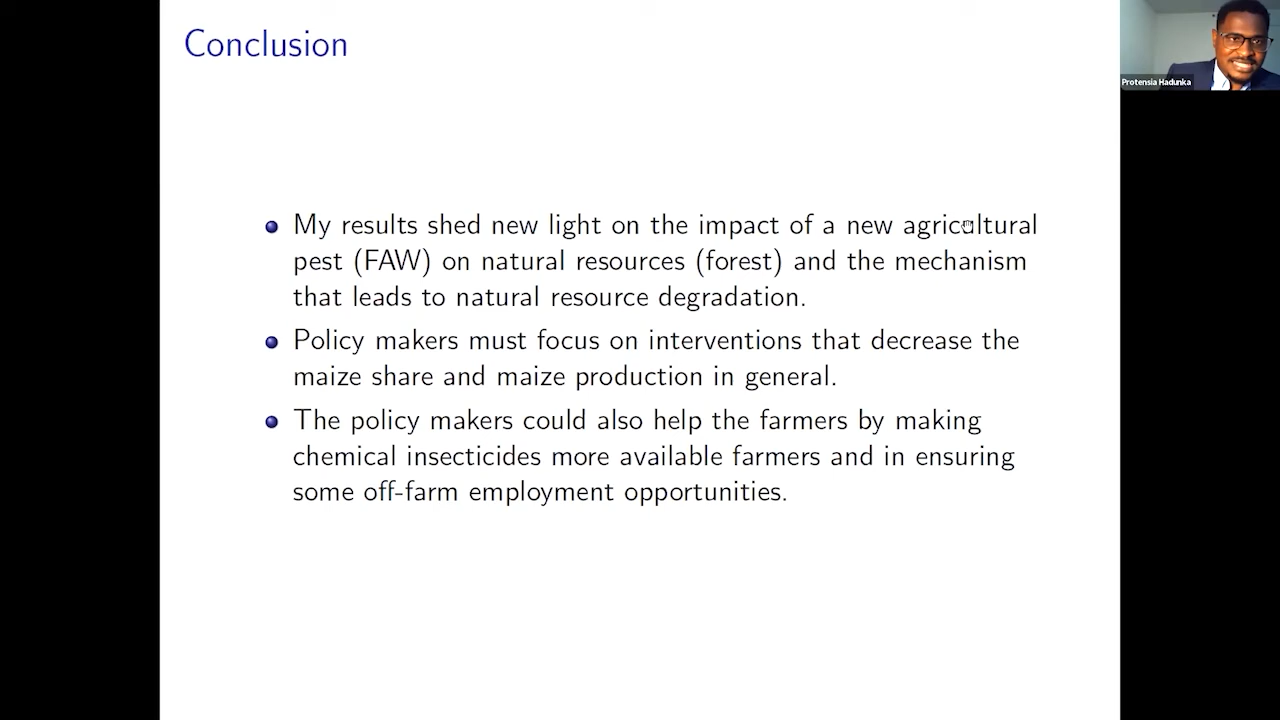 Conclusion
Protensia Hadunka
My results shed new light on the impact of a new agricultural
pest (FAW) on natural resources (forest) and the mechanism
that leads to natural resource degradation.
Policy makers must focus on interventions that decrease the
maize share and maize production in general.
The policy makers could also help the farmers by making
chemical insecticides more available farmers and in ensuring
some off-farm employment opportunities.